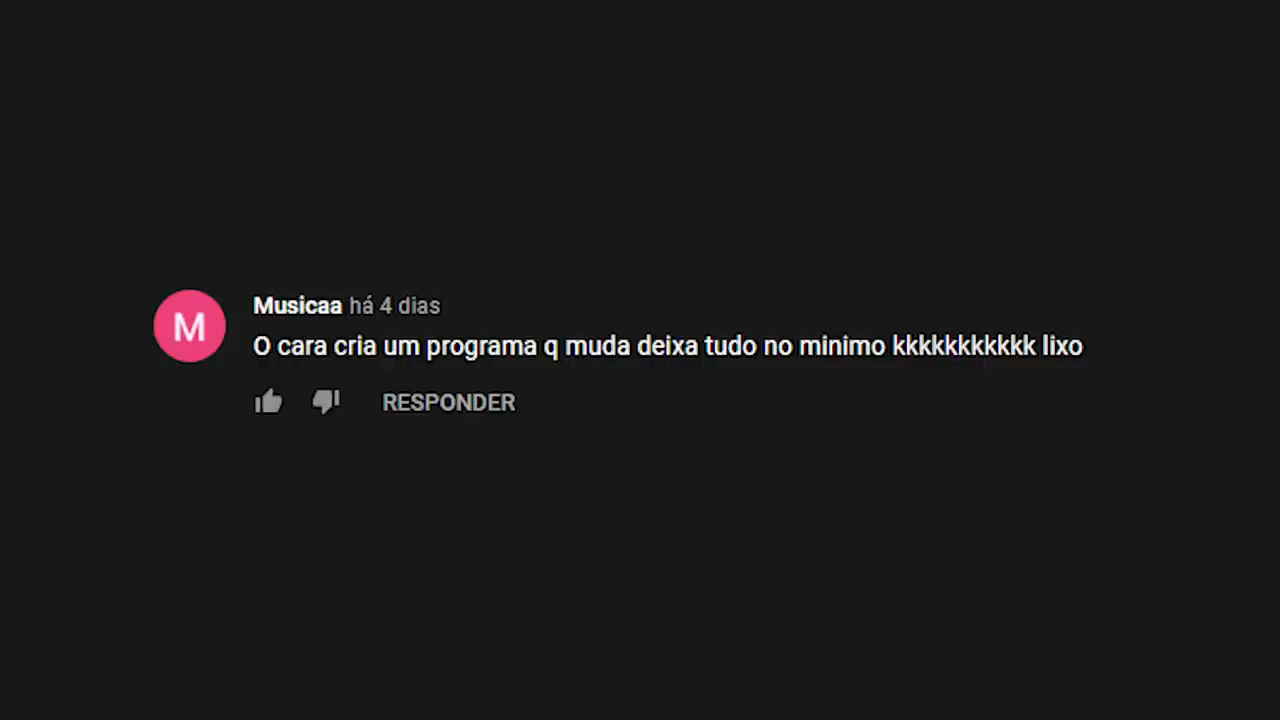 M
Musicaa há 4 dias
O cara cria um programa q muda deixa tudo no minimo kkkkkkkkkkk lixo
RESPONDER